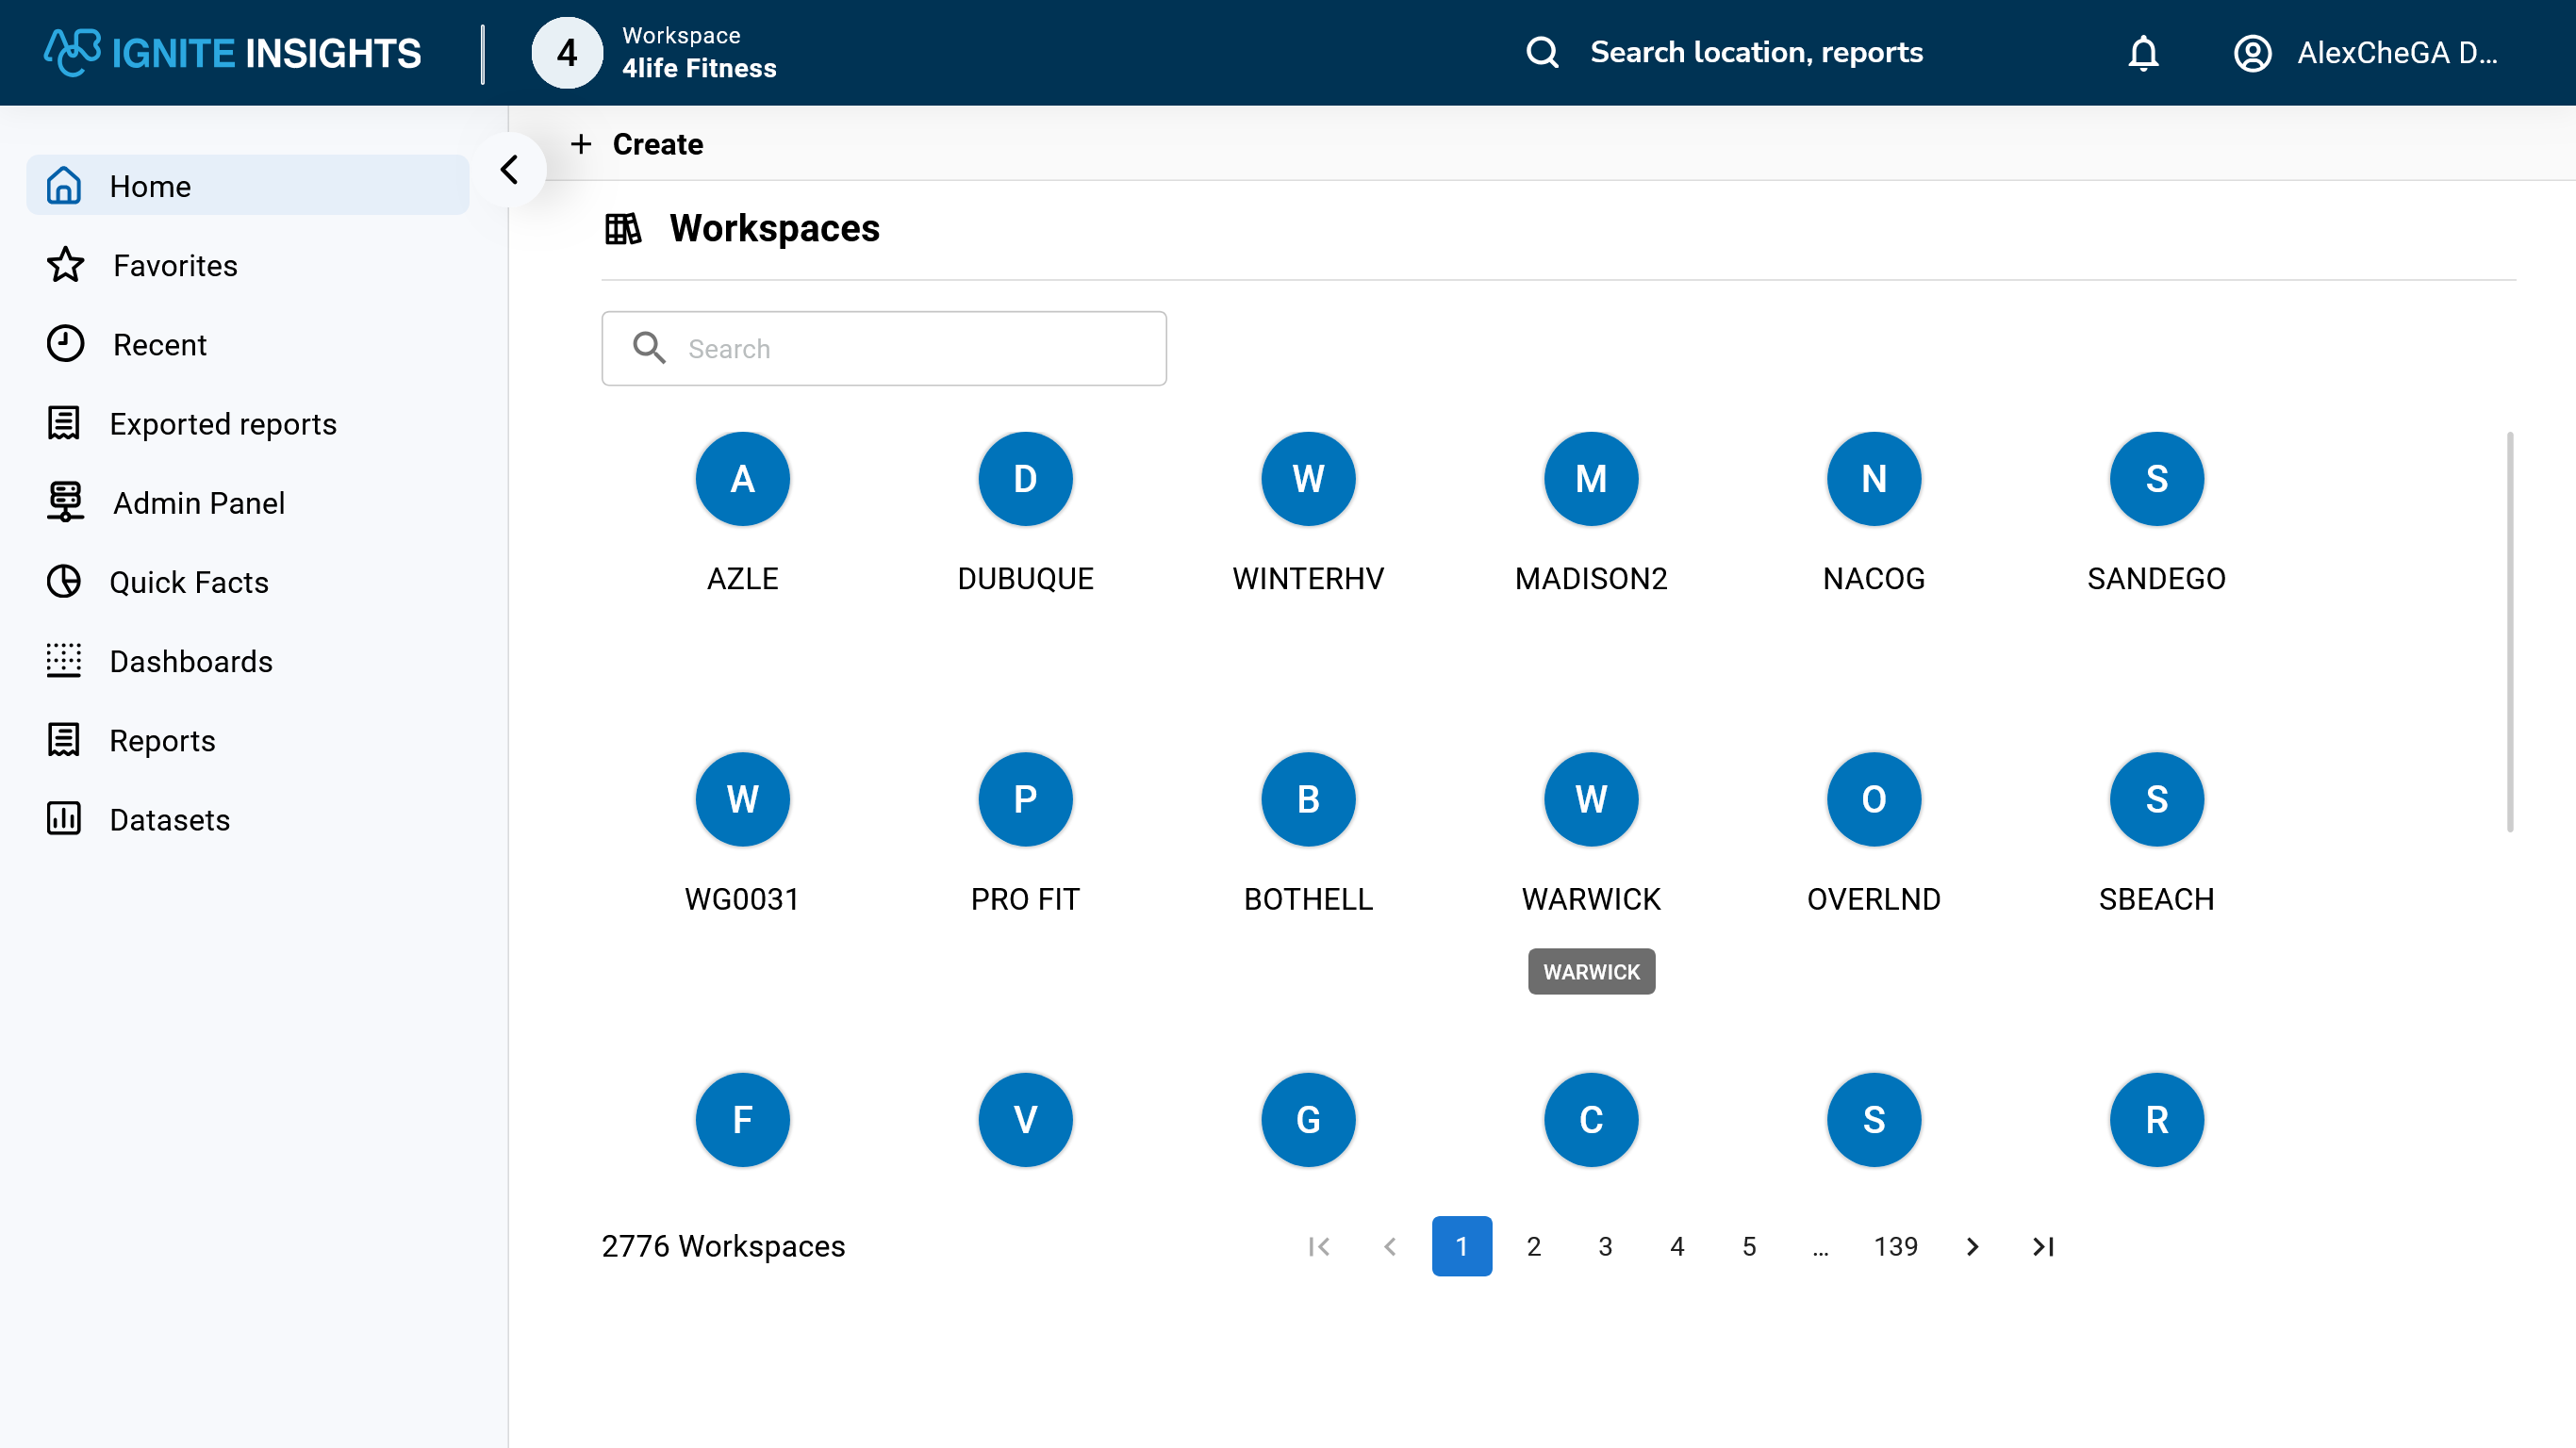 IGNITE INSIGHTS
4
Workspace
4life Fitness
Search location, reports
AlexCheGA D...
Home
Favorites
Recent
Exported reports
Admin Panel
Quick Facts
Dashboards
Reports
Datasets
+ Create
Workspaces
Search
A D W M N S
AZLE DUBUQUE WINTERHV MADISON2 NACOG SANDEGO
W P B W O S
WG0031 PRO FIT BOTHELL WARWICK OVERLND SBEACH
WARWICK
F V G C S R
2776 Workspaces
1 2 3 4 5 ... 139